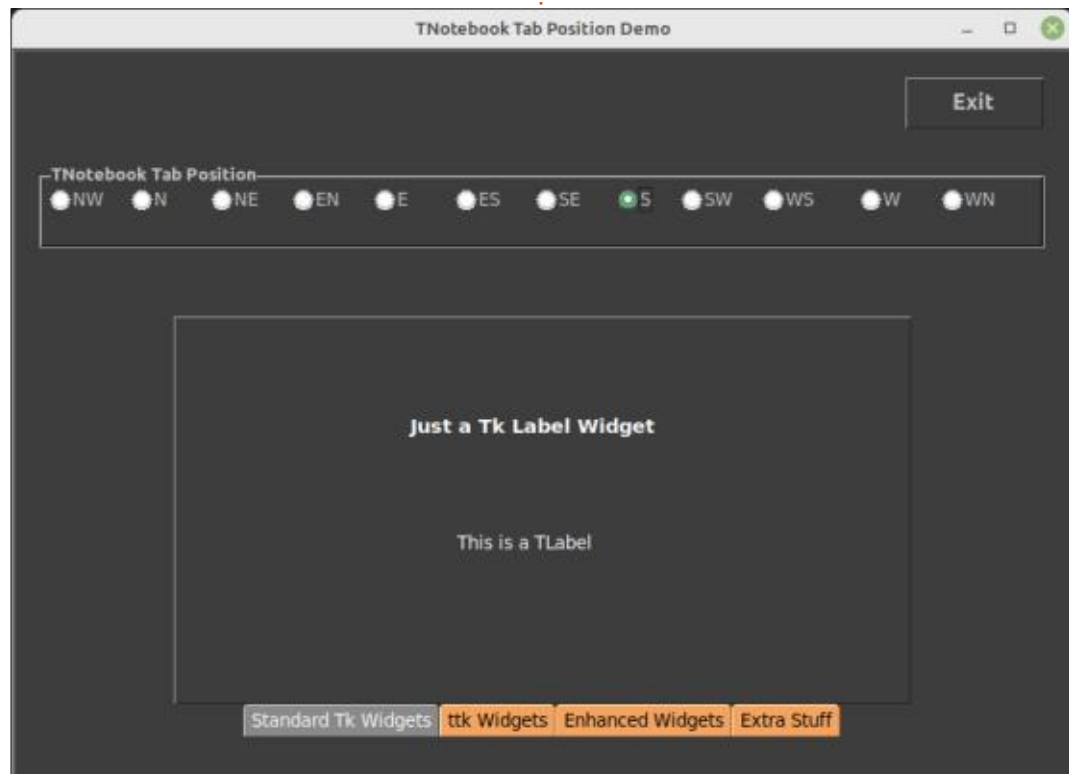 TNotebook Tab Position Demo
Exit
TNotebook Tab Position
NW N NE EN E ES SE S SW WS W WN
Just a Tk Label Widget
This is a TLabel
Standard Tk Widgets ttk Widgets Enhanced Widgets Extra Stuff